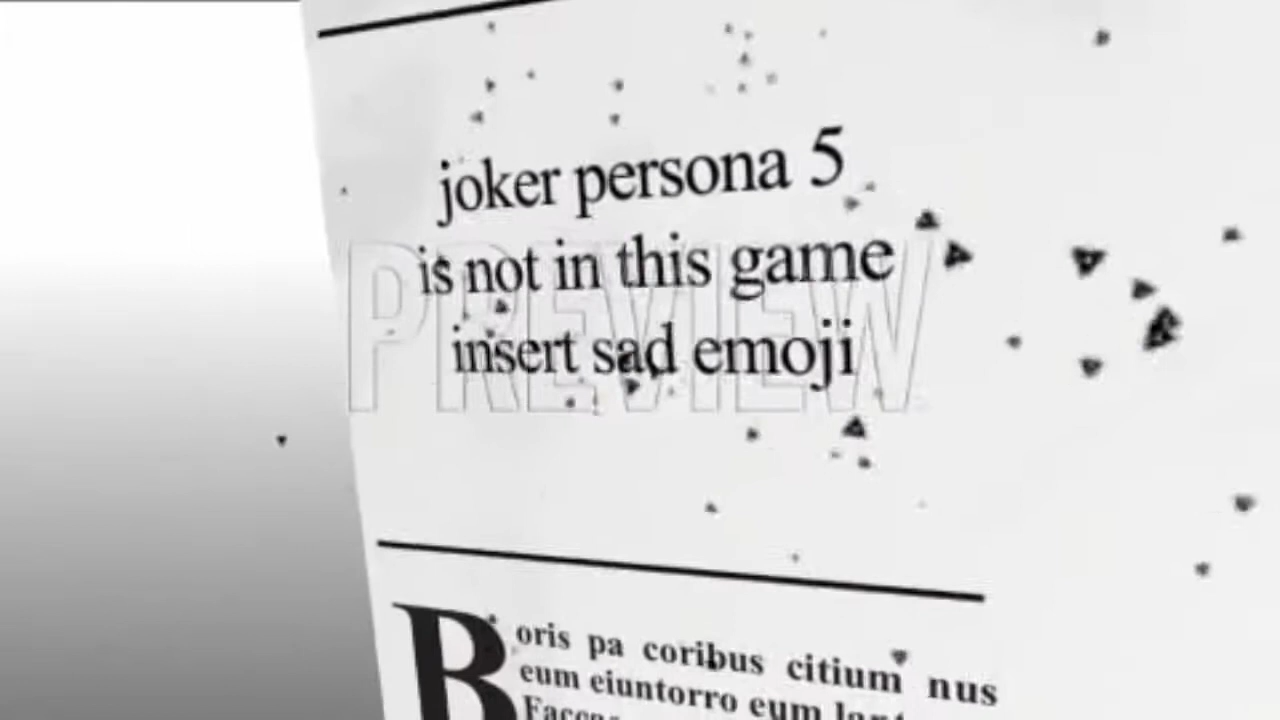 joker persona 5
is not in this game
insert sad emoji
PREVIEW
Boris pa coribus citium nus
eum eiuntorro eum